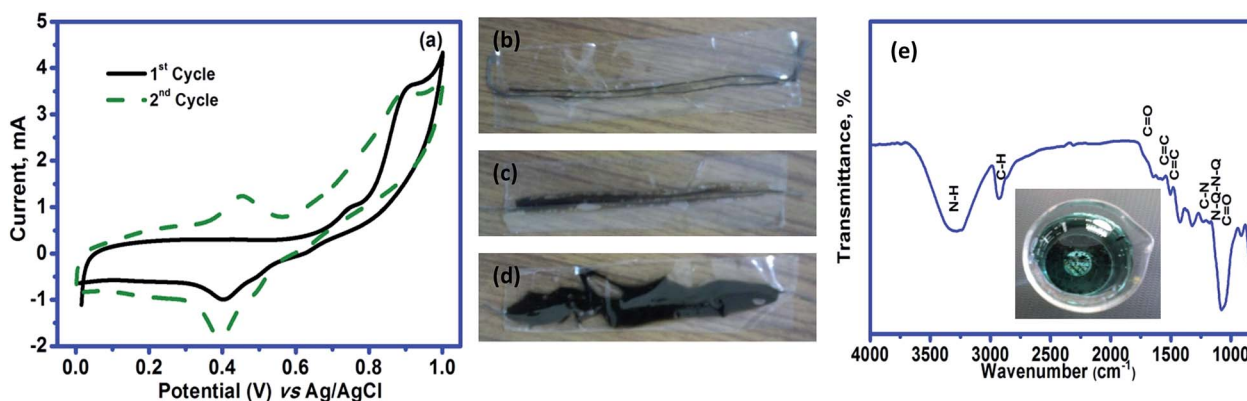 (a)
1st Cycle
2nd Cycle
5
4
3
2
1
0
-1
-2
Current, mA
0.0 0.2 0.4 0.6 0.8 1.0
Potential (V) vs Ag/AgCl
(b)
(c)
(d)
(e)
Transmittance, %
N-H
C-H
C=O
C=C
C=C
C-N
N-Q-N-Q
C=O
4000 3500 3000 2500 2000 1500 1000
Wavenumber (cm-1)